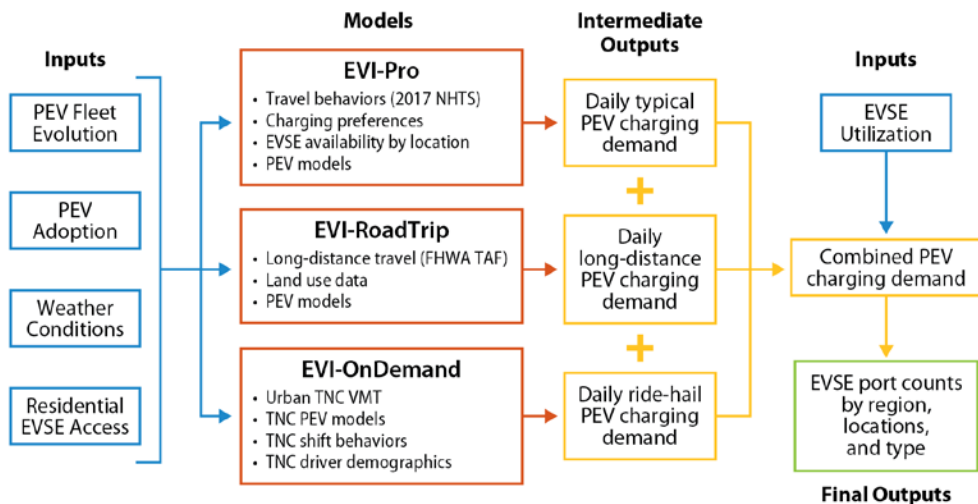 Inputs
PEV Fleet
Evolution
PEV
Adoption
Weather
Conditions
Residential
EVSE Access
Models
EVI-Pro
• Travel behaviors (2017 NHTS)
• Charging preferences
• EVSE availability by location
• PEV models
EVI-RoadTrip
• Long-distance travel (FHWA TAF)
• Land use data
• PEV models
EVI-OnDemand
• Urban TNC VMT
• TNC PEV models
• TNC shift behaviors
• TNC driver demographics
Intermediate
Outputs
Daily typical
PEV charging
demand
+
Daily
long-distance
PEV charging
demand
+
Daily ride-hail
PEV charging
demand
Inputs
EVSE
Utilization
Combined PEV
charging demand
EVSE port counts
by region,
locations,
and type
Final Outputs